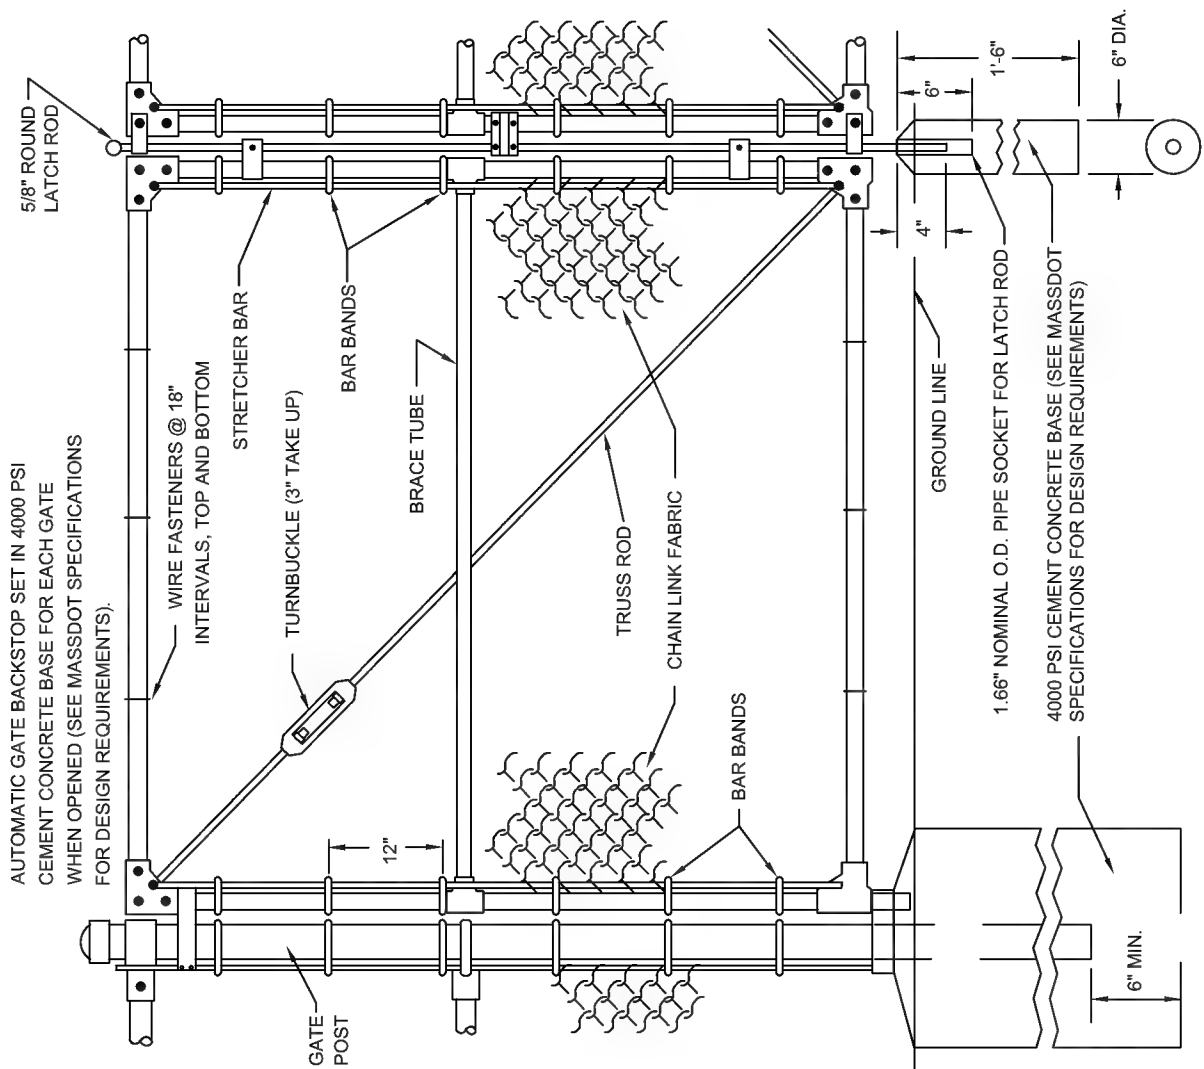 AUTOMATIC GATE BACKSTOP SET IN 4000 PSI
CEMENT CONCRETE BASE FOR EACH GATE
WHEN OPENED (SEE MASSDOT SPECIFICATIONS
FOR DESIGN REQUIREMENTS).
5/8" ROUND
LATCH ROD
WIRE FASTENERS @ 18"
INTERVALS, TOP AND BOTTOM
STRETCHER BAR
TURNBUCKLE (3" TAKE UP)
BAR BANDS
12"
BRACE TUBE
GATE
POST
TRUSS ROD
CHAIN LINK FABRIC
BAR BANDS
GROUND LINE
4"
6"
1'-6"
6" DIA.
1.66" NOMINAL O.D. PIPE SOCKET FOR LATCH ROD
4000 PSI CEMENT CONCRETE BASE (SEE MASSDOT
SPECIFICATIONS FOR DESIGN REQUIREMENTS)
6" MIN.